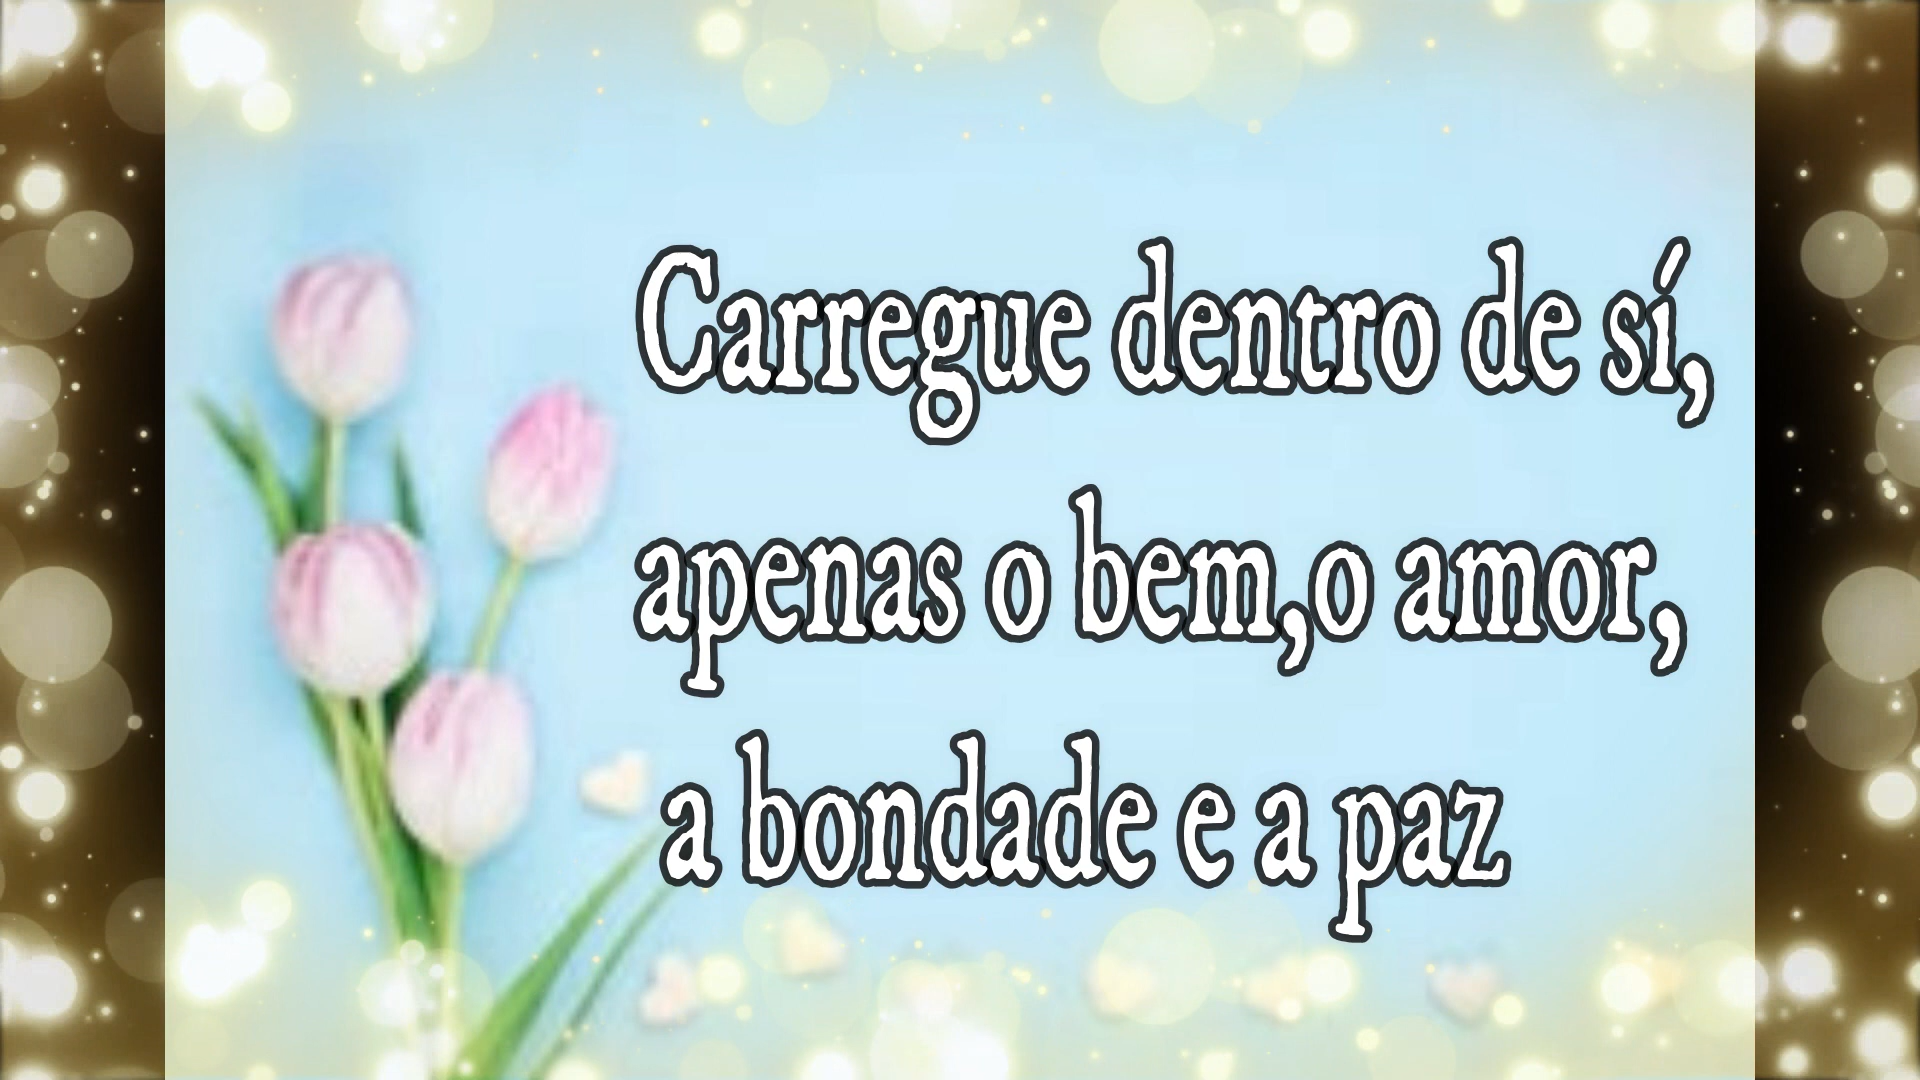 Carregue dentro de sí,
apenas o bem,o amor,
a bondade e a paz